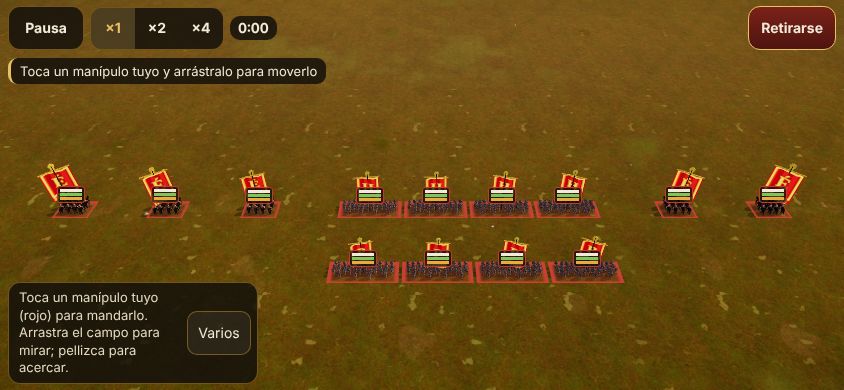 Pausa
×1
×2
×4
0:00
Retirarse
Toca un manípulo tuyo y arrástralo para moverlo
Toca un manípulo tuyo
(rojo) para mandarlo.
Arrastra el campo para
mirar; pellizca para
acercar.
Varios